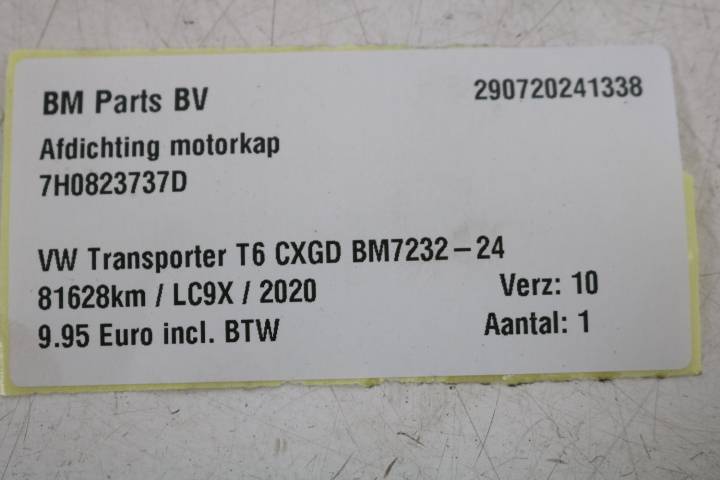 BM Parts BV 290720241338
Afdichting motorkap
7H0823737D
VW Transporter T6 CXGD BM7232-24
81628km / LC9X / 2020 Verz: 10
9.95 Euro incl. BTW Aantal: 1